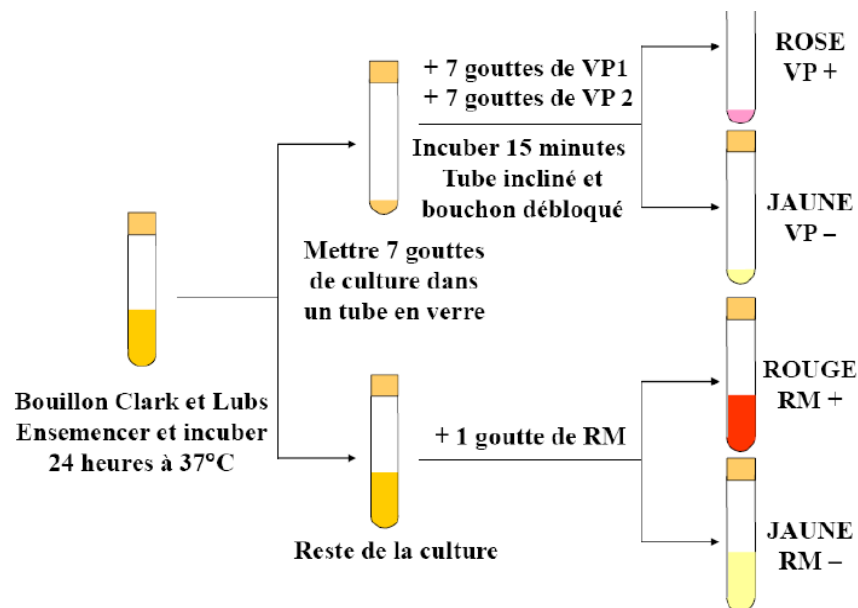 Bouillon Clark et Lubs
Ensemencer et incuber
24 heures à 37°C
Mettre 7 gouttes
de culture dans
un tube en verre
+ 7 gouttes de VP1
+ 7 gouttes de VP 2
Incuber 15 minutes
Tube incliné et
bouchon débloqué
ROSE
VP +
JAUNE
VP –
Reste de la culture
+ 1 goutte de RM
ROUGE
RM +
JAUNE
RM –